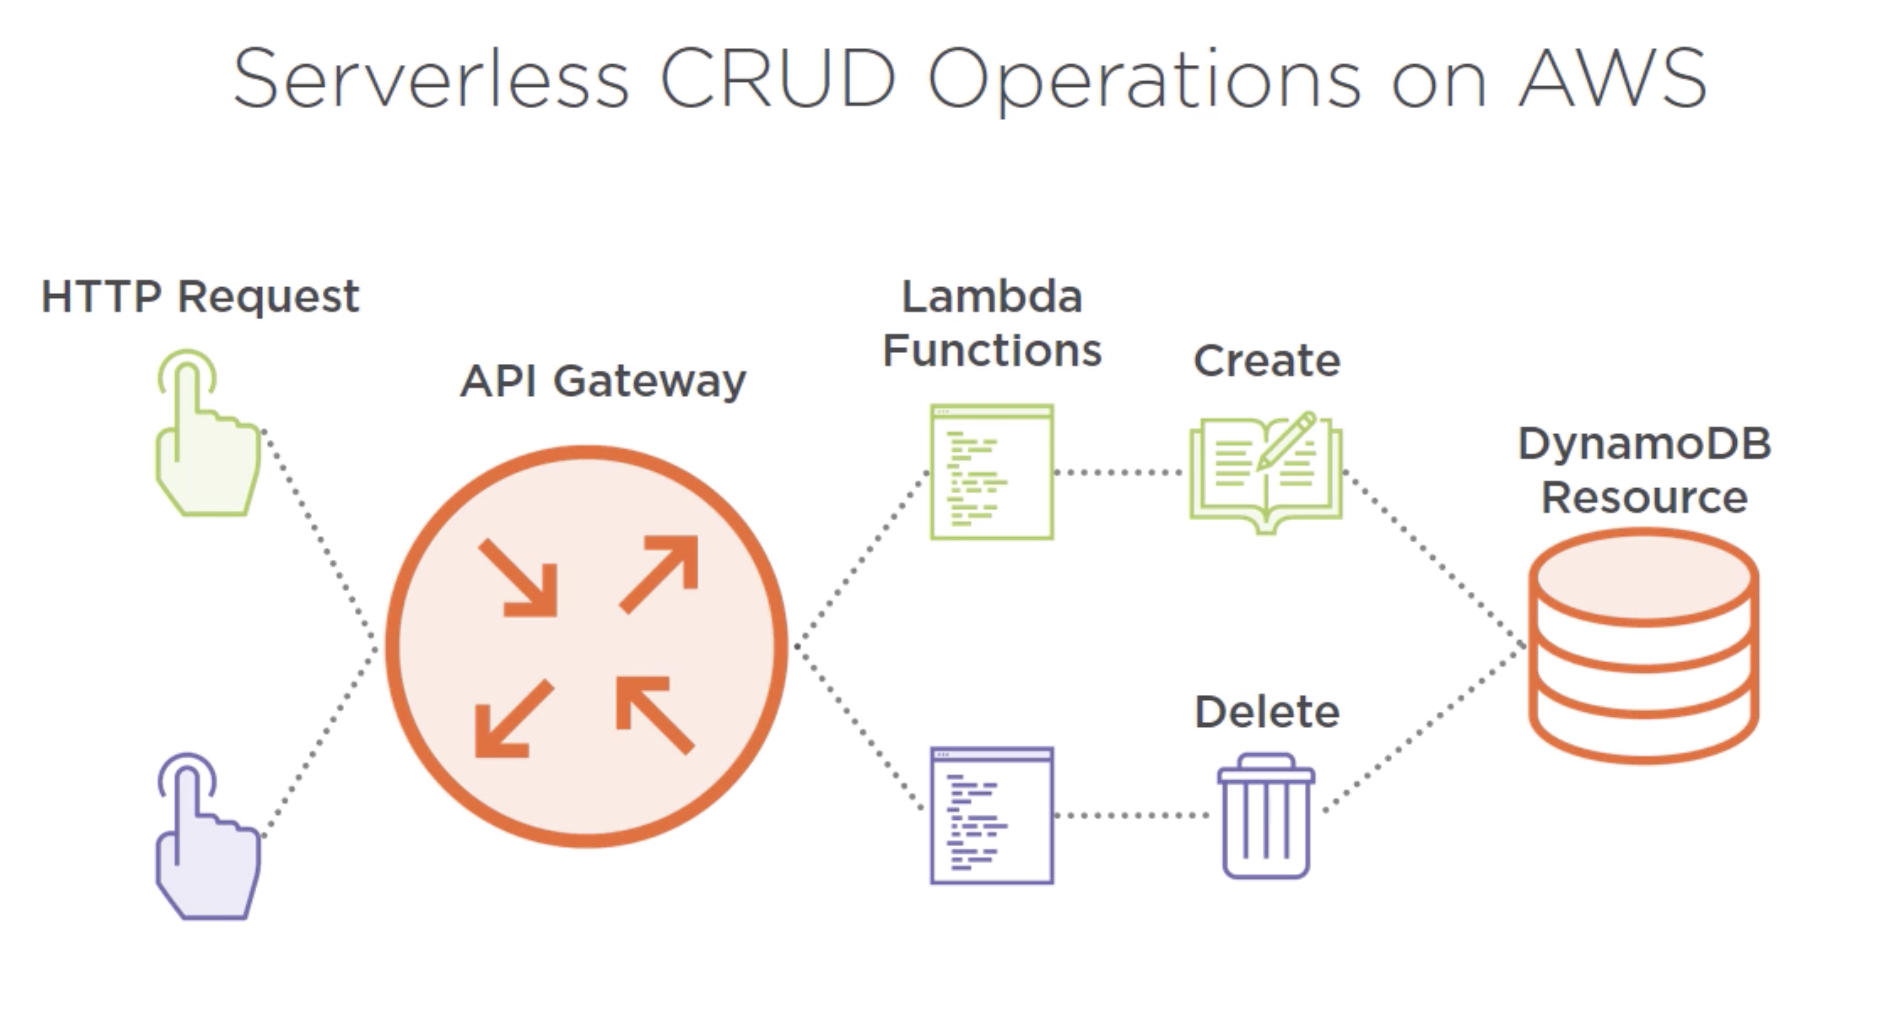 Serverless CRUD Operations on AWS
HTTP Request
API Gateway
Lambda
Functions
Create
Delete
DynamoDB
Resource